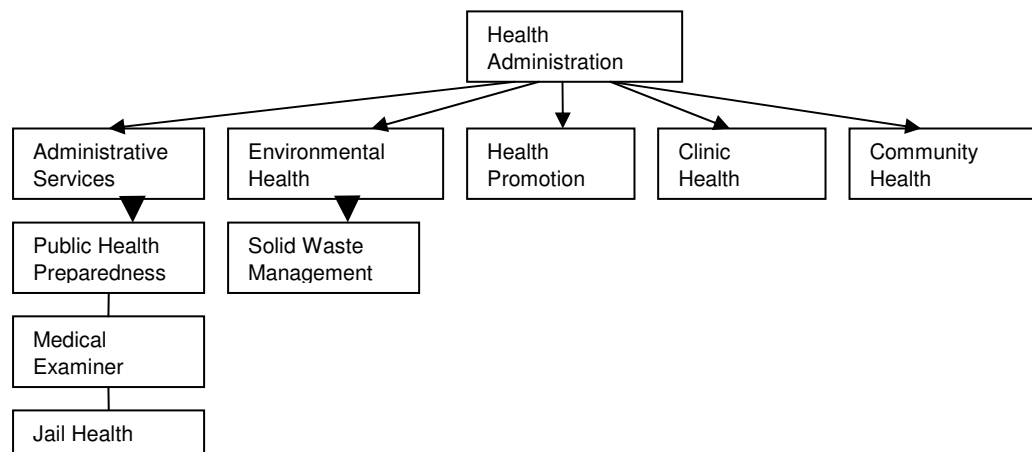 Health
Administration
Administrative
Services
Environmental
Health
Health
Promotion
Clinic
Health
Community
Health
Public Health
Preparedness
Solid Waste
Management
Medical
Examiner
Jail Health